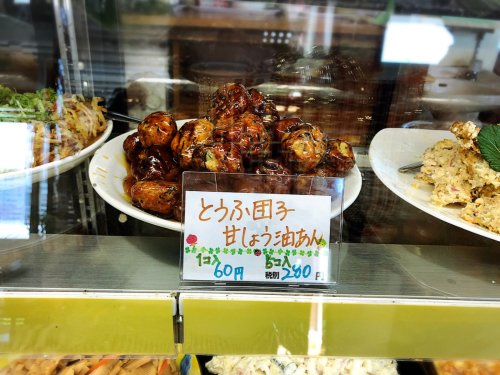 とうふ団子
甘しょう油あん
1コ入 5コ入
60円 税別 280円